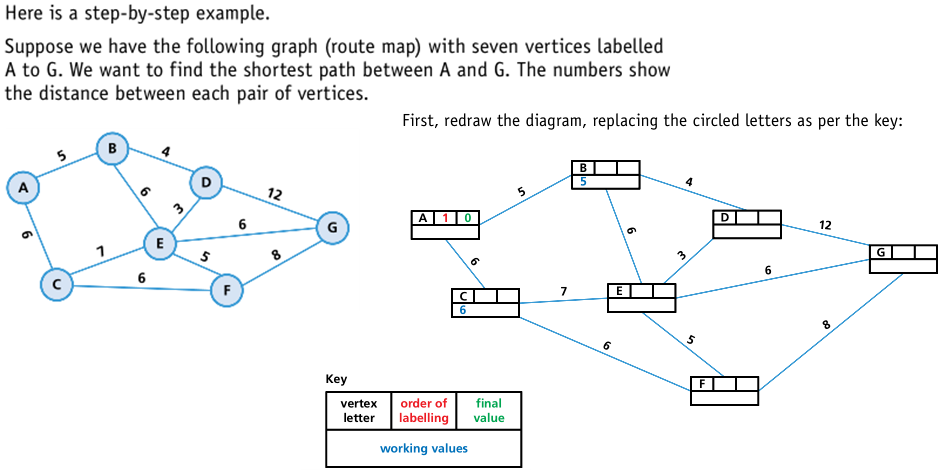 Here is a step-by-step example.
Suppose we have the following graph (route map) with seven vertices labelled
A to G. We want to find the shortest path between A and G. The numbers show
the distance between each pair of vertices.
First, redraw the diagram, replacing the circled letters as per the key:
5
B
4
A
D
6
6
3
12
7
E
6
G
C
6
5
F
8
B
5
4
5
A 1 0
D
12
6
6
3
G
C
6
7
E
6
6
5
8
F
Key
vertex
letter
order of
labelling
final
value
working values